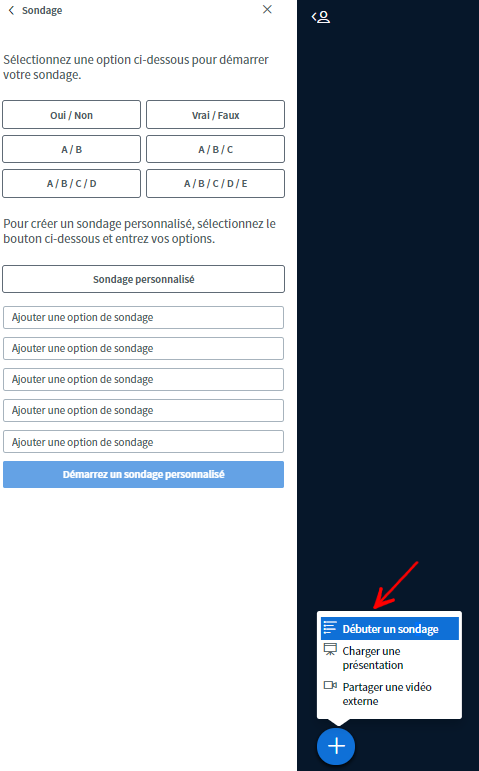 Sondage
Sélectionnez une option ci-dessous pour démarrer
votre sondage.
Oui / Non
Vrai / Faux
A / B
A / B / C
A / B / C / D
A / B / C / D / E
Pour créer un sondage personnalisé, sélectionnez le
bouton ci-dessous et entrez vos options.
Sondage personnalisé
Ajouter une option de sondage
Ajouter une option de sondage
Ajouter une option de sondage
Ajouter une option de sondage
Ajouter une option de sondage
Démarrez un sondage personnalisé
Débuter un sondage
Charger une
présentation
Partager une vidéo
externe